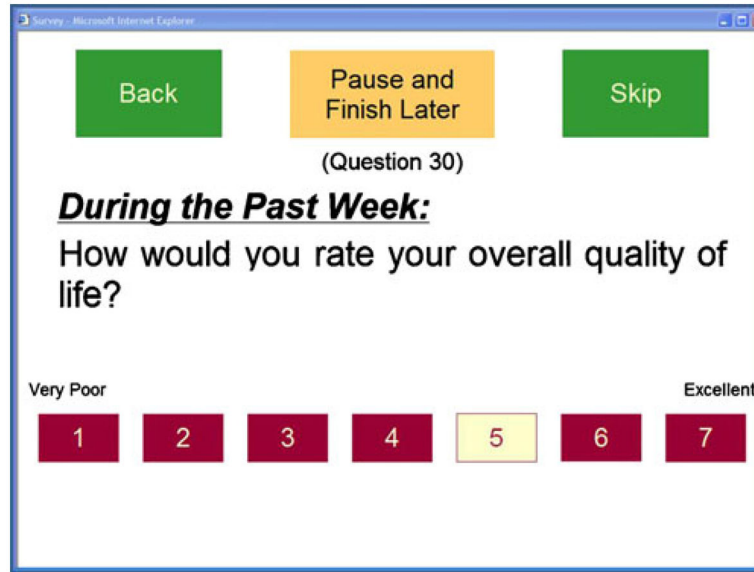 Survey - Microsoft Internet Explorer
Back
Pause and
Finish Later
Skip
(Question 30)
During the Past Week:
How would you rate your overall quality of
life?
Very Poor
Excellent
1 2 3 4 5 6 7